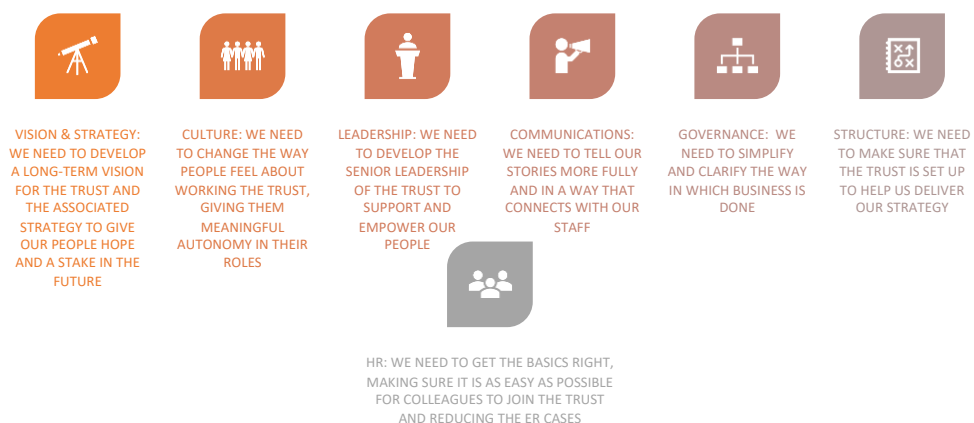 VISION & STRATEGY:
WE NEED TO DEVELOP
A LONG-TERM VISION
FOR THE TRUST AND
THE ASSOCIATED
STRATEGY TO GIVE
OUR PEOPLE HOPE
AND A STAKE IN THE
FUTURE
CULTURE: WE NEED
TO CHANGE THE WAY
PEOPLE FEEL ABOUT
WORKING THE TRUST,
GIVING THEM
MEANINGFUL
AUTONOMY IN THEIR
ROLES
LEADERSHIP: WE NEED
TO DEVELOP THE
SENIOR LEADERSHIP
OF THE TRUST TO
SUPPORT AND
EMPOWER OUR
PEOPLE
COMMUNICATIONS:
WE NEED TO TELL OUR
STORIES MORE FULLY
AND IN A WAY THAT
CONNECTS WITH OUR
STAFF
GOVERNANCE: WE
NEED TO SIMPLIFY
AND CLARIFY THE WAY
IN WHICH BUSINESS IS
DONE
STRUCTURE: WE NEED
TO MAKE SURE THAT
THE TRUST IS SET UP
TO HELP US DELIVER
OUR STRATEGY
HR: WE NEED TO GET THE BASICS RIGHT,
MAKING SURE IT IS AS EASY AS POSSIBLE
FOR COLLEAGUES TO JOIN THE TRUST
AND REDUCING THE ER CASES